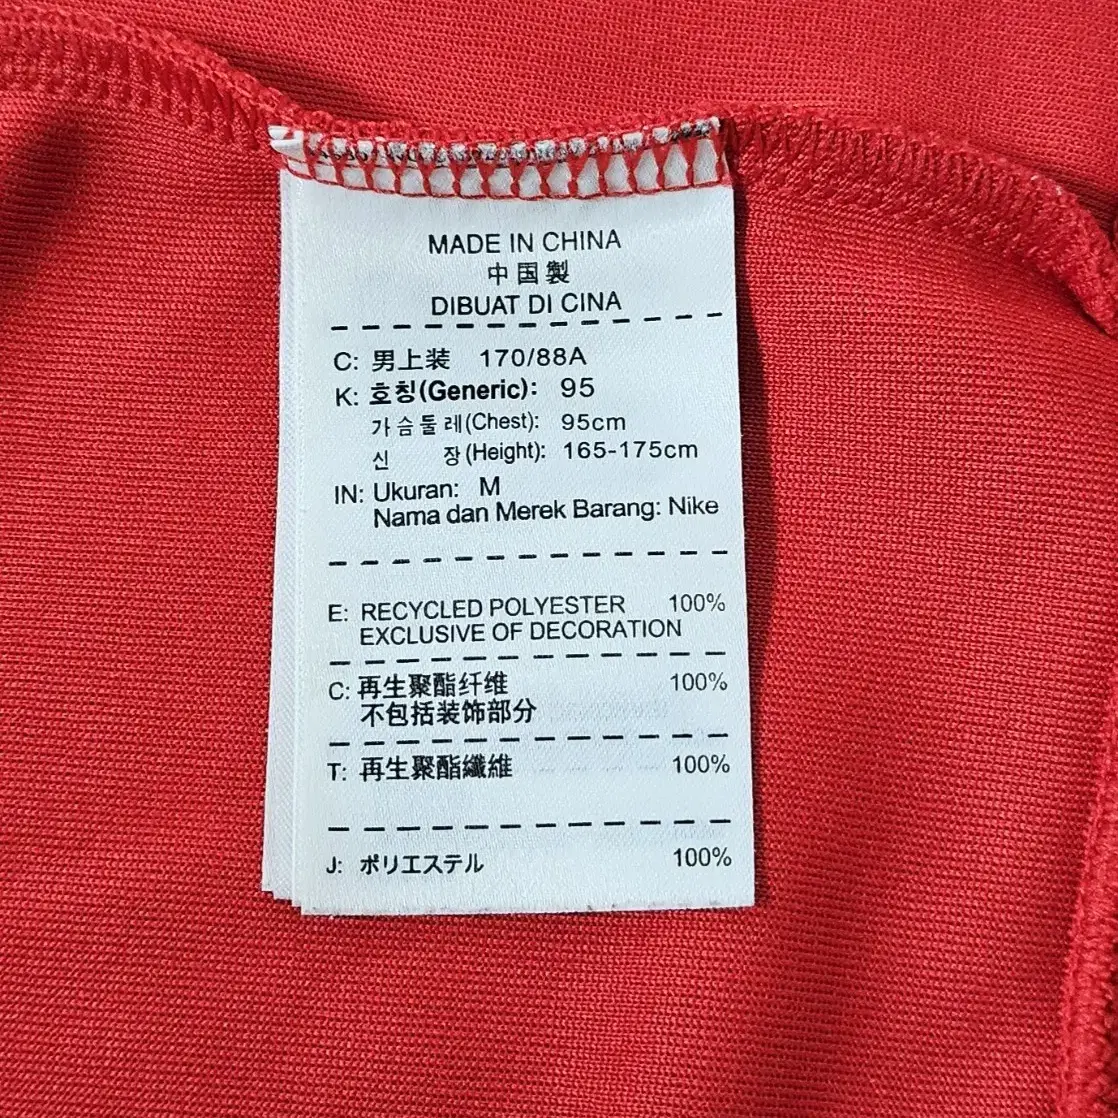 MADE IN CHINA
中国製
DIBUAT DI CINA
C: 男上装 170/88A
K: 호칭(Generic): 95
가슴둘레(Chest): 95cm
신 장(Height): 165-175cm
IN: Ukuran: M
Nama dan Merek Barang: Nike
E: RECYCLED POLYESTER 100%
EXCLUSIVE OF DECORATION
C: 再生聚酯纤维 100%
不包括装饰部分
T: 再生聚酯纖維 100%
J: ポリエステル 100%